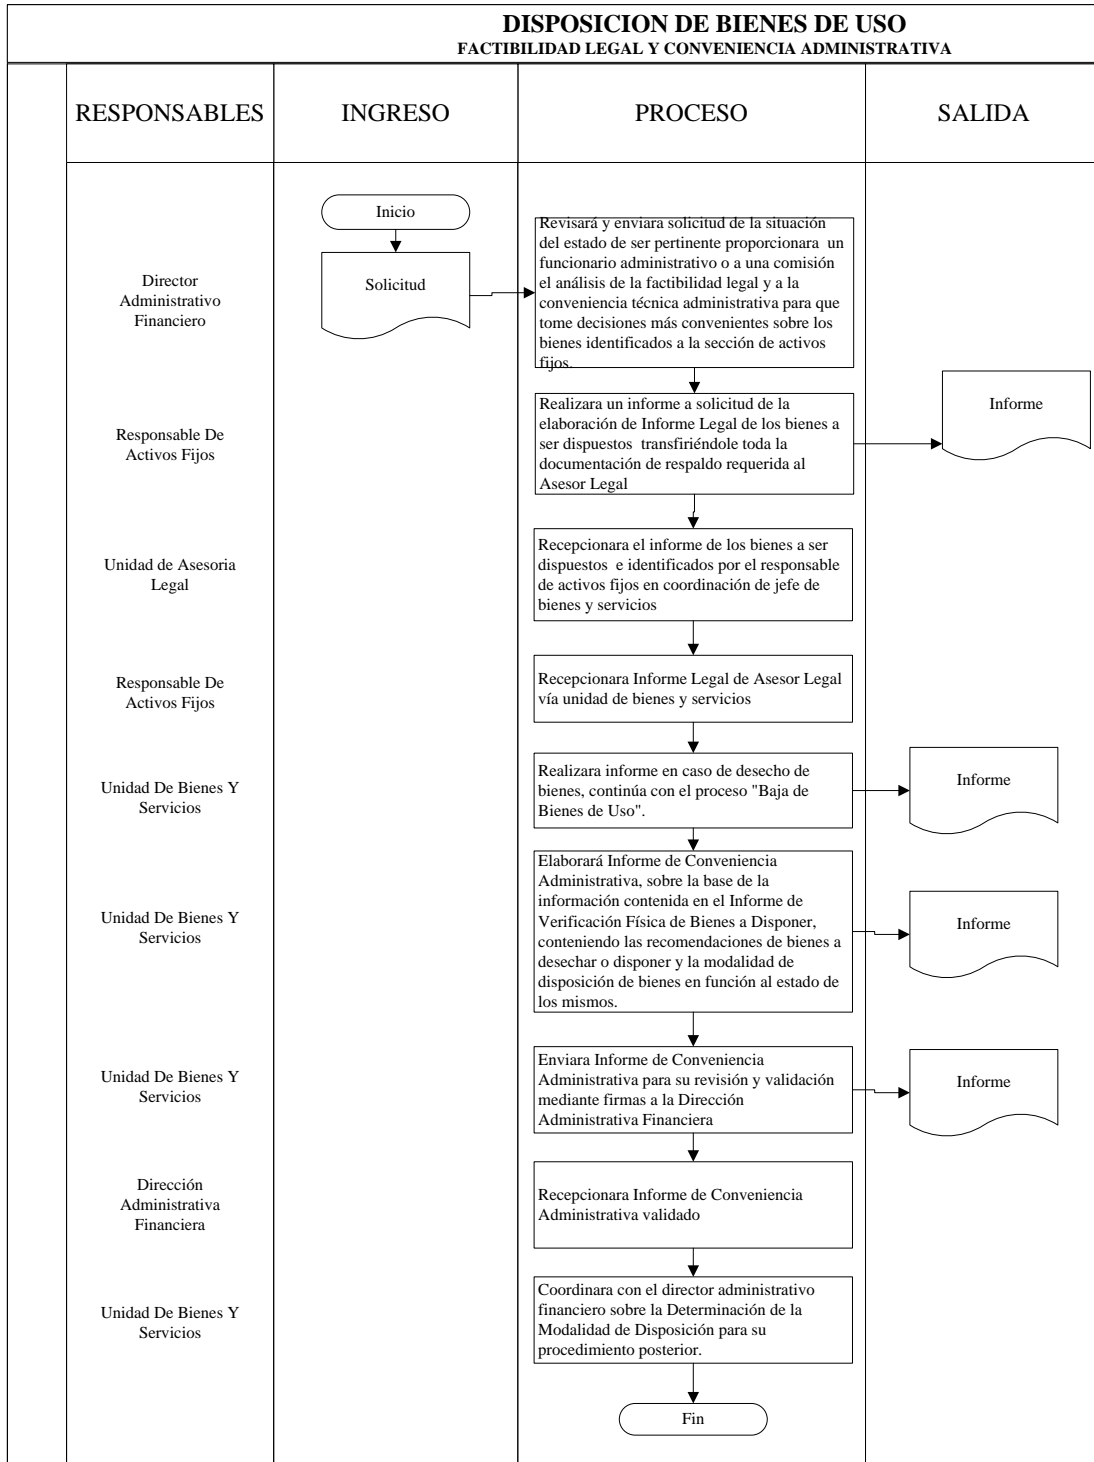 DISPOSICION DE BIENES DE USO
FACTIBILIDAD LEGAL Y CONVENIENCIA ADMINISTRATIVA
RESPONSABLES
INGRESO
PROCESO
SALIDA
Inicio
Director
Administrativo
Financiero
Solicitud
Revisará y enviara solicitud de la situación
del estado de ser pertinente proporcionara un
funcionario administrativo o a una comisión
el análisis de la factibilidad legal y a la
conveniencia técnica administrativa para que
tome decisiones más convenientes sobre los
bienes identificados a la sección de activos
fijos.
Responsable De
Activos Fijos
Realizara un informe a solicitud de la
elaboración de Informe Legal de los bienes a
ser dispuestos transfiriéndole toda la
documentación de respaldo requerida al
Asesor Legal
Informe
Unidad de Asesoria
Legal
Recepcionara el informe de los bienes a ser
dispuestos e identificados por el responsable
de activos fijos en coordinación de jefe de
bienes y servicios
Responsable De
Activos Fijos
Recepcionara Informe Legal de Asesor Legal
vía unidad de bienes y servicios
Unidad De Bienes Y
Servicios
Realizara informe en caso de desecho de
bienes, continúa con el proceso "Baja de
Bienes de Uso".
Informe
Unidad De Bienes Y
Servicios
Elaborará Informe de Conveniencia
Administrativa, sobre la base de la
información contenida en el Informe de
Verificación Física de Bienes a Disponer,
conteniendo las recomendaciones de bienes a
desechar o disponer y la modalidad de
disposición de bienes en función al estado de
los mismos.
Informe
Unidad De Bienes Y
Servicios
Enviara Informe de Conveniencia
Administrativa para su revisión y validación
mediante firmas a la Dirección
Administrativa Financiera
Informe
Dirección
Administrativa
Financiera
Recepcionara Informe de Conveniencia
Administrativa validado
Unidad De Bienes Y
Servicios
Coordinara con el director administrativo
financiero sobre la Determinación de la
Modalidad de Disposición para su
procedimiento posterior.
Fin